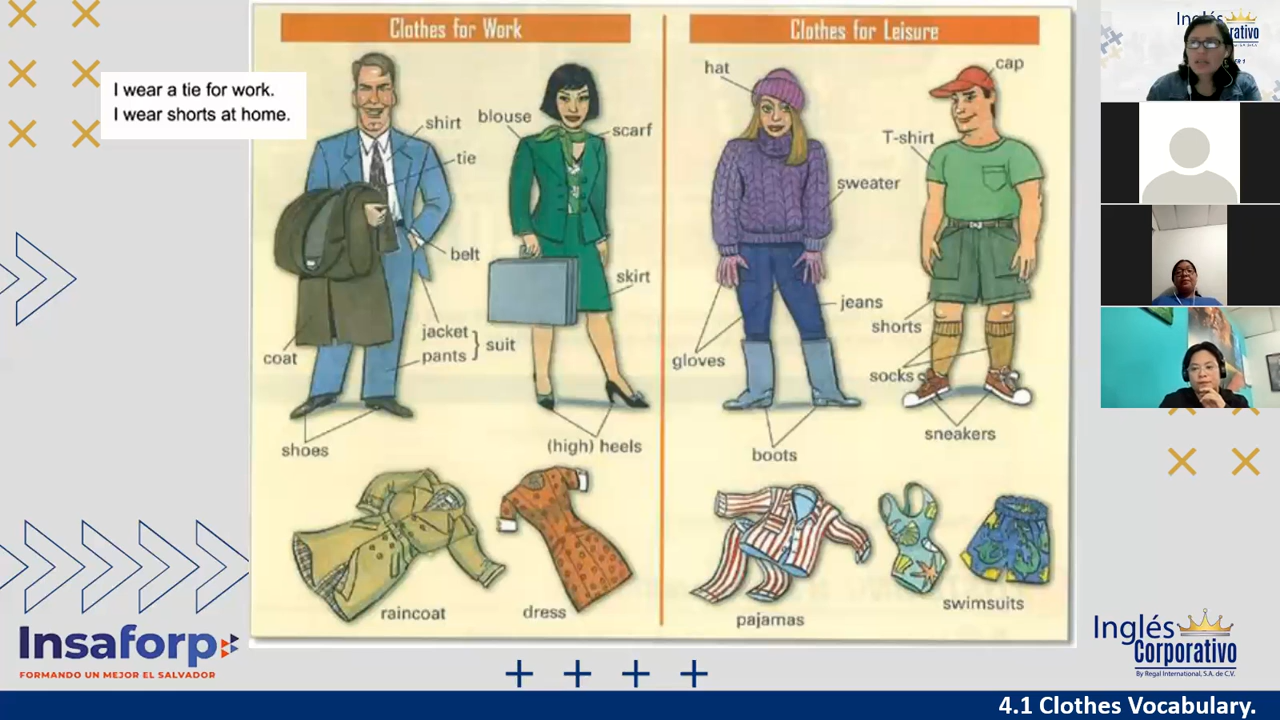 I wear a tie for work.
I wear shorts at home.
Clothes for Work
shirt
tie
blouse
scarf
belt
skirt
jacket
pants
suit
coat
shoes
(high) heels
raincoat
dress
Clothes for Leisure
hat
cap
T-shirt
sweater
jeans
shorts
gloves
socks
sneakers
boots
pajamas
swimsuits
Insaforp
FORMANDO UN MEJOR EL SALVADOR
Inglés
Corporativo
By Regal International, S.A. de C.V.
4.1 Clothes Vocabulary.